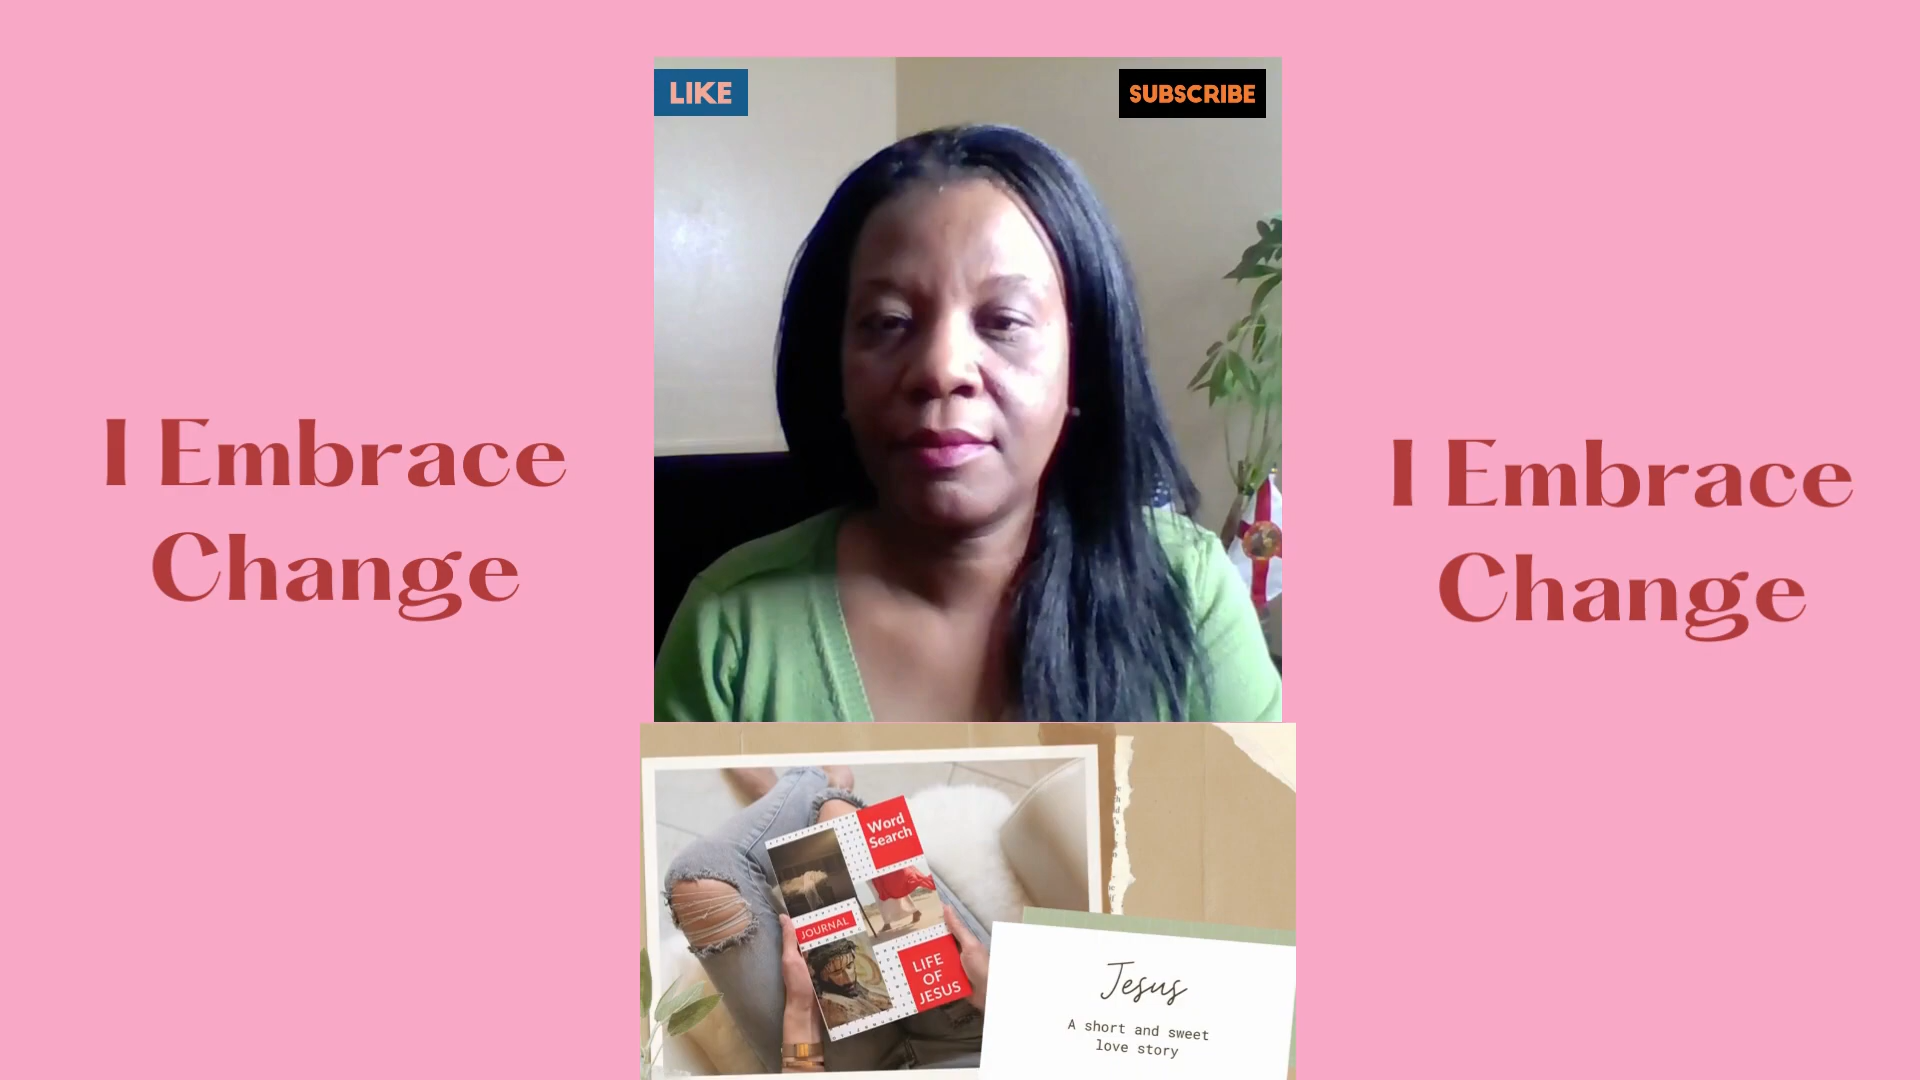 LIKE
SUBSCRIBE
I Embrace
Change
I Embrace
Change
Word
Search
JOURNAL
LIFE
OF
JESUS
Jesus
A short and sweet
love story